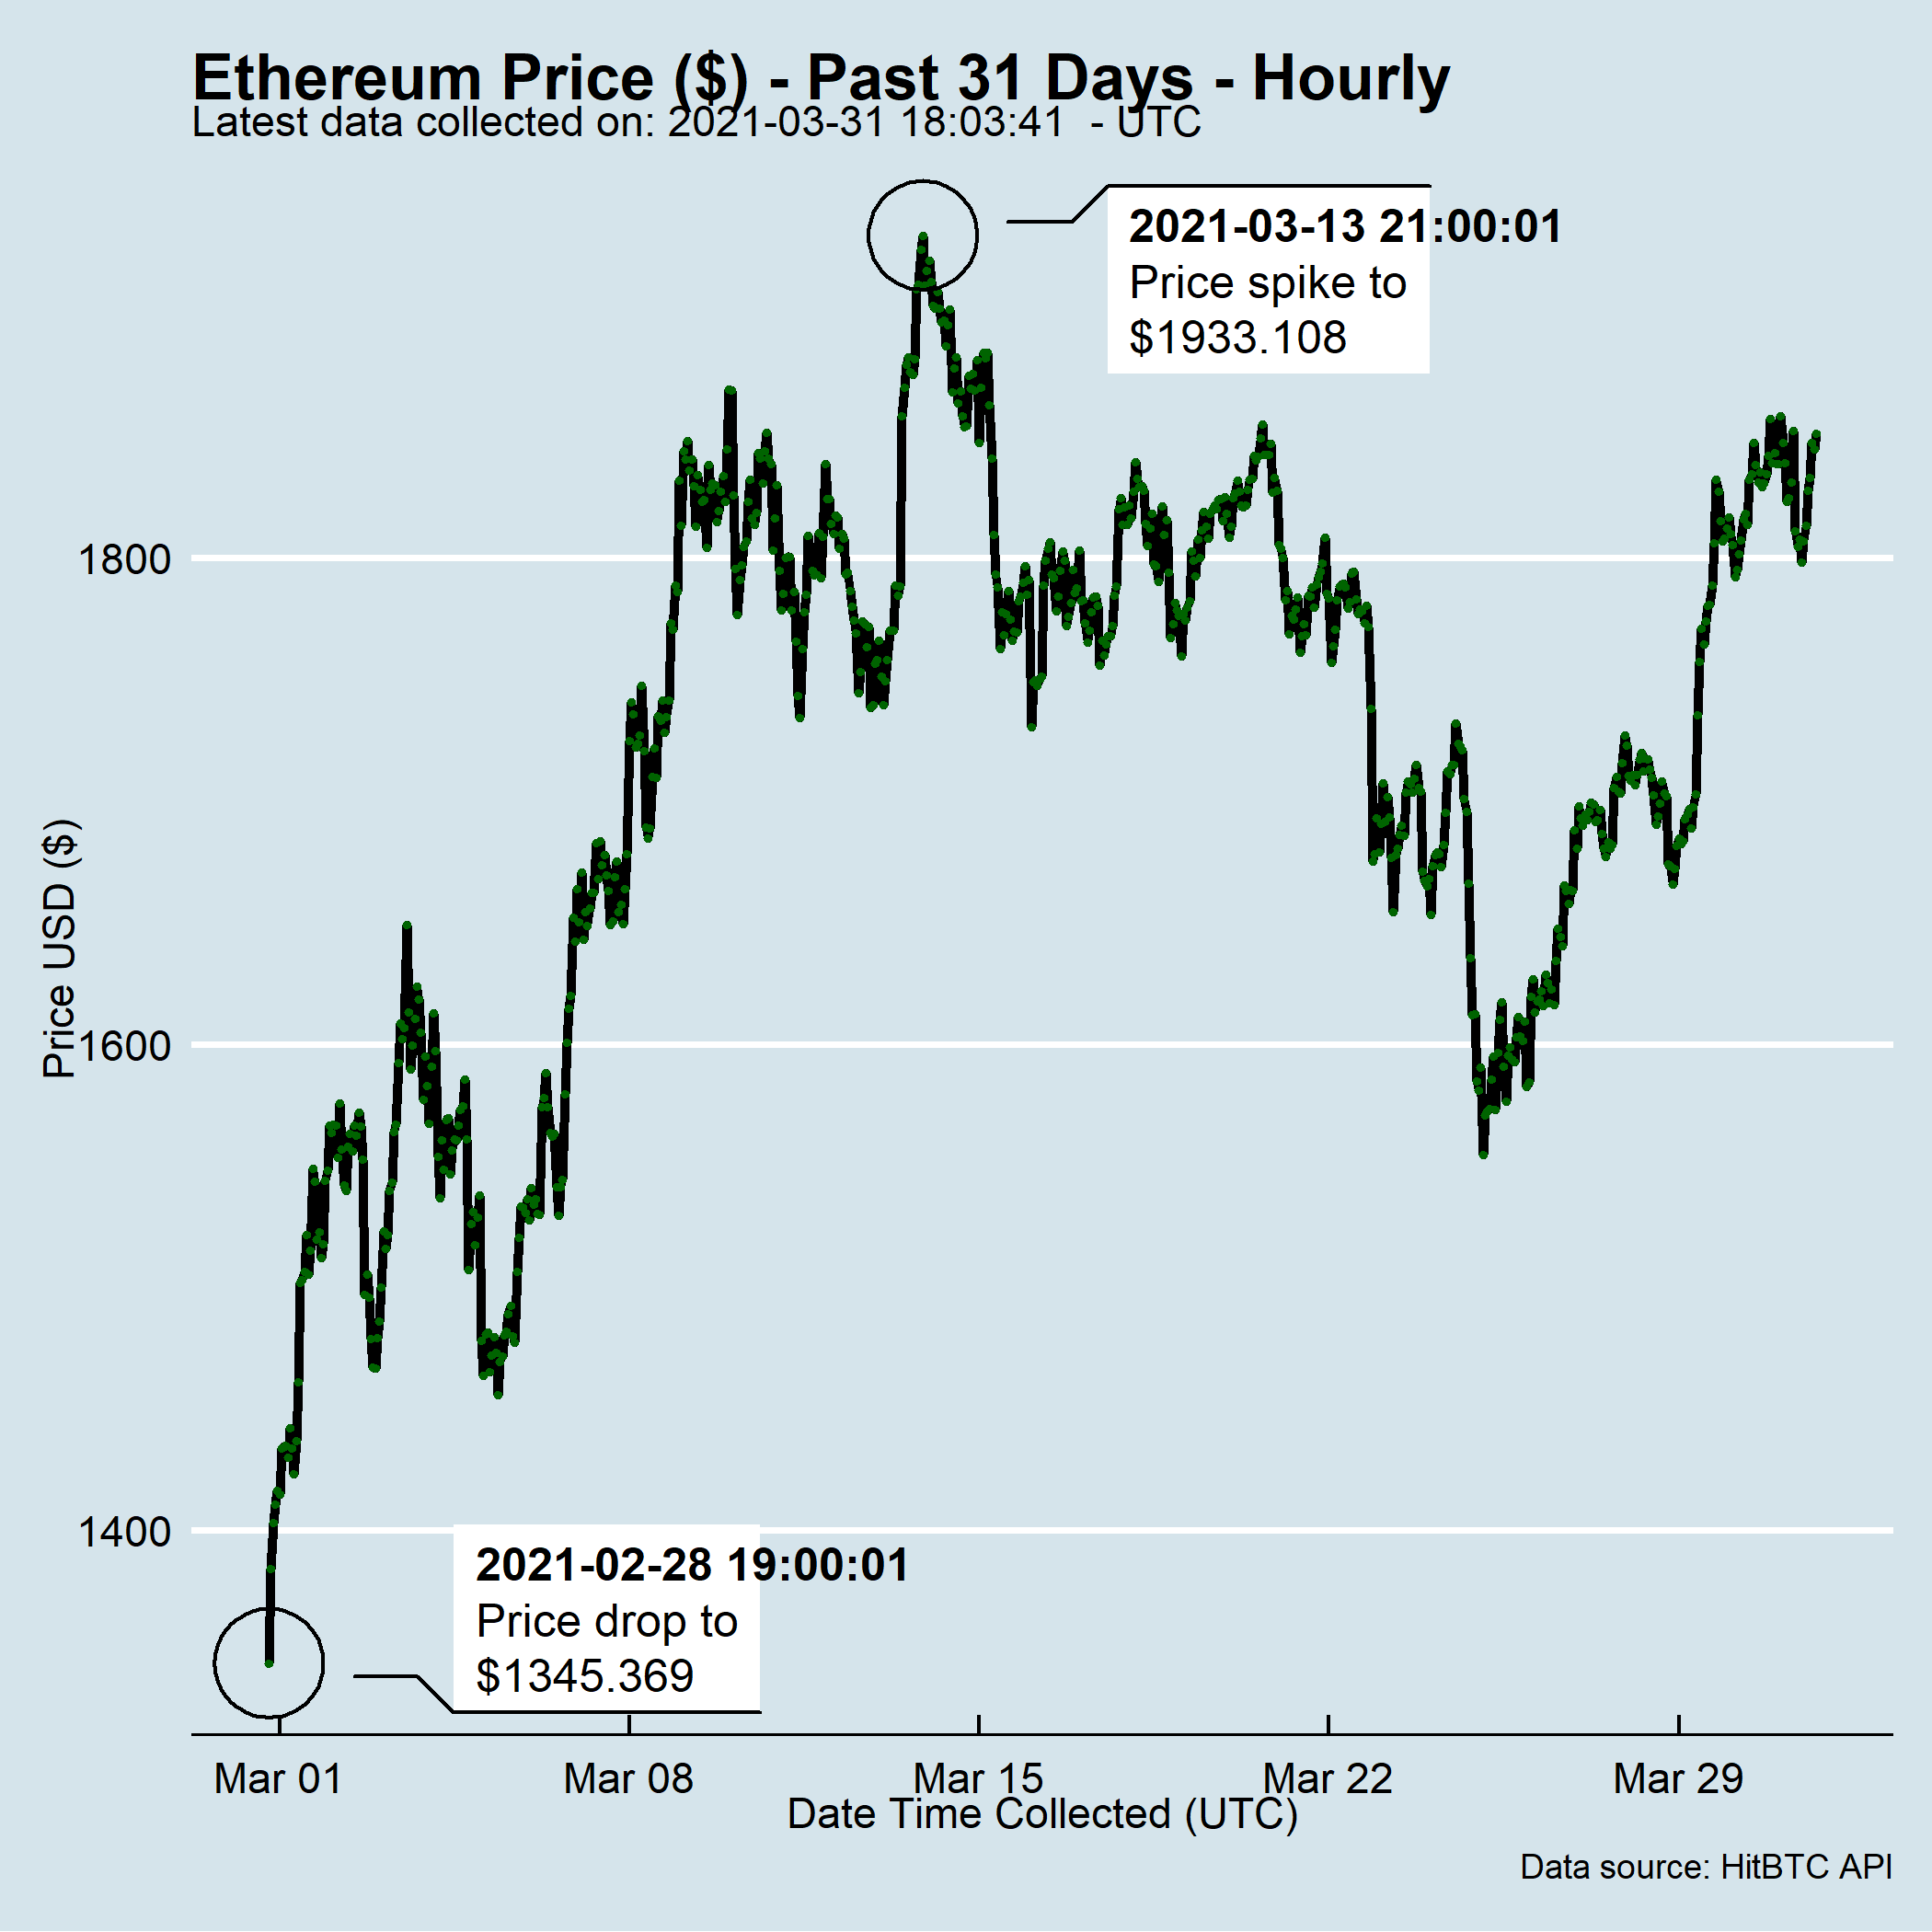 Ethereum Price ($) - Past 31 Days - Hourly
Latest data collected on: 2021-03-31 18:03:41  - UTC
2021-03-13 21:00:01
Price spike to
$1933.108
1800
Price USD ($)
1600
1400
2021-02-28 19:00:01
Price drop to
$1345.369
Mar 01
Mar 08
Mar 15
Mar 22
Mar 29
Date Time Collected (UTC)
Data source: HitBTC API